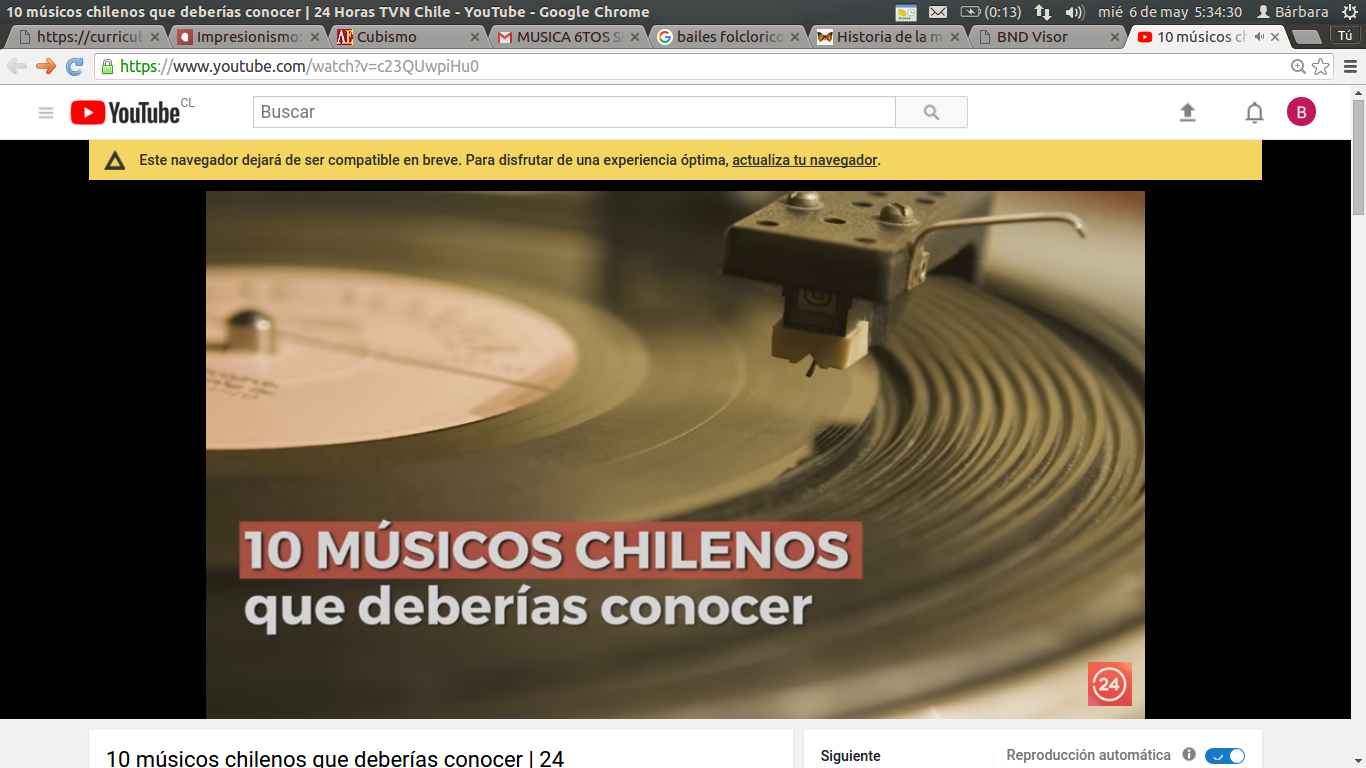 10 músicos chilenos que deberías conocer | 24 Horas TVN Chile - YouTube - Google Chrome
(0:13) mié 6 de may 5:34:30 Bárbara
https://curricul Impresionismo: Cubismo MUSICA 6TOS S bailes folcloric Historia de la m BND Visor 10 músicos ch Tú
https://www.youtube.com/watch?v=c23QUwpiHu0
YouTube CL Buscar B
Este navegador dejará de ser compatible en breve. Para disfrutar de una experiencia óptima, actualiza tu navegador.
10 MÚSICOS CHILENOS
que deberías conocer
24
10 músicos chilenos que deberías conocer | 24
Siguiente Reproducción automática